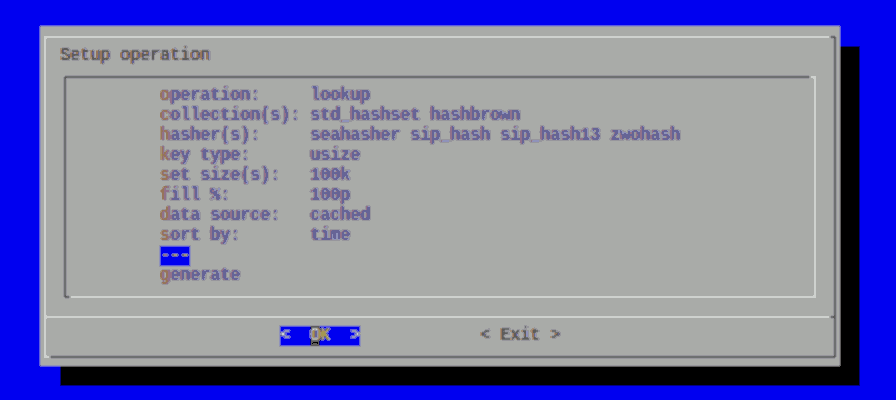 Setup operation
operation: lookup
collection(s): std_hashset hashbrown
hasher(s): seahasher sip_hash sip_hash13 zwohash
key type: usize
set size(s): 100k
fill %: 100p
data source: cached
sort by: time
---
generate
< OK > < Exit >